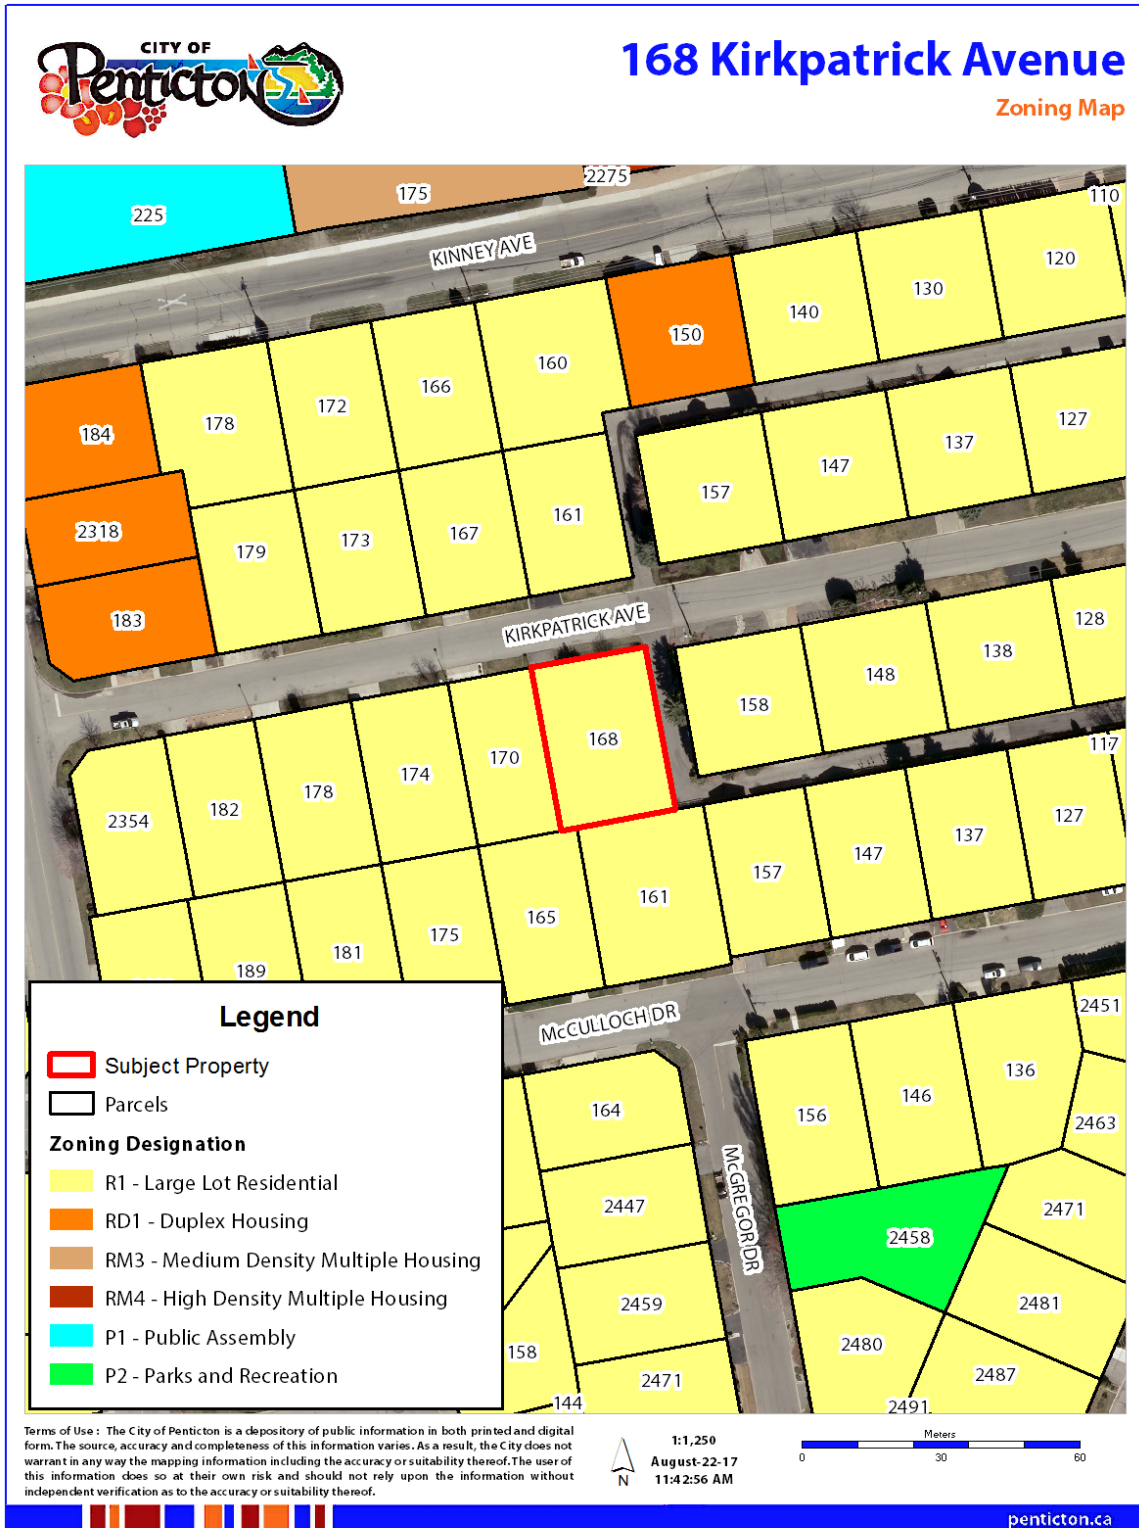 CITY OF
Penticton
168 Kirkpatrick Avenue
Zoning Map
225
175
2275
110
KINNEY AVE
120
130
140
150
160
166
172
178
184
127
137
147
157
161
167
173
179
2318
183
KIRKPATRICK AVE
128
138
148
158
168
170
174
178
182
2354
117
127
137
147
157
161
165
175
181
189
McCULLOCH DR
2451
136
146
156
164
2463
McGREGOR DR
2447
2471
2458
2459
2481
2480
158
2471
2487
144
2491
Legend
Subject Property
Parcels
Zoning Designation
R1 - Large Lot Residential
RD1 - Duplex Housing
RM3 - Medium Density Multiple Housing
RM4 - High Density Multiple Housing
P1 - Public Assembly
P2 - Parks and Recreation
Terms of Use : The City of Penticton is a depository of public information in both printed and digital
form. The source, accuracy and completeness of this information varies. As a result, the City does not
warrant in any way the mapping information including the accuracy or suitability thereof. The user of
this information does so at their own risk and should not rely upon the information without
independent verification as to the accuracy or suitability thereof.
N
1:1,250
August-22-17
11:42:56 AM
Meters
0 30 60
penticton.ca